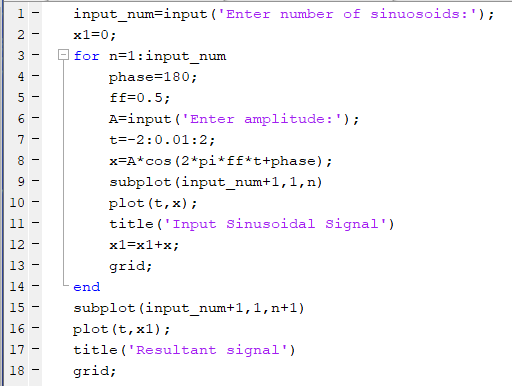 1 - input_num=input('Enter number of sinuosoids:');
2 - x1=0;
3 - for n=1:input_num
4 - phase=180;
5 - ff=0.5;
6 - A=input('Enter amplitude:');
7 - t=-2:0.01:2;
8 - x=A*cos(2*pi*ff*t+phase);
9 - subplot(input_num+1,1,n)
10 - plot(t,x);
11 - title('Input Sinusoidal Signal')
12 - x1=x1+x;
13 - grid;
14 - end
15 - subplot(input_num+1,1,n+1)
16 - plot(t,x1);
17 - title('Resultant signal')
18 - grid;